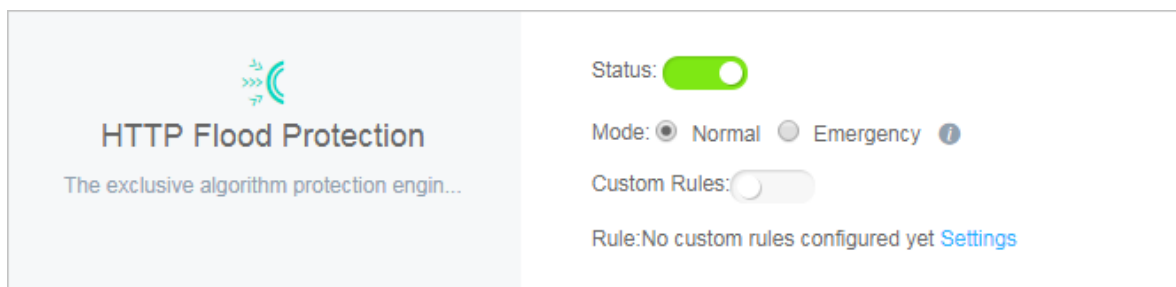 HTTP Flood Protection
The exclusive algorithm protection engin...
Status:
Mode: Normal Emergency
Custom Rules:
Rule:No custom rules configured yet Settings